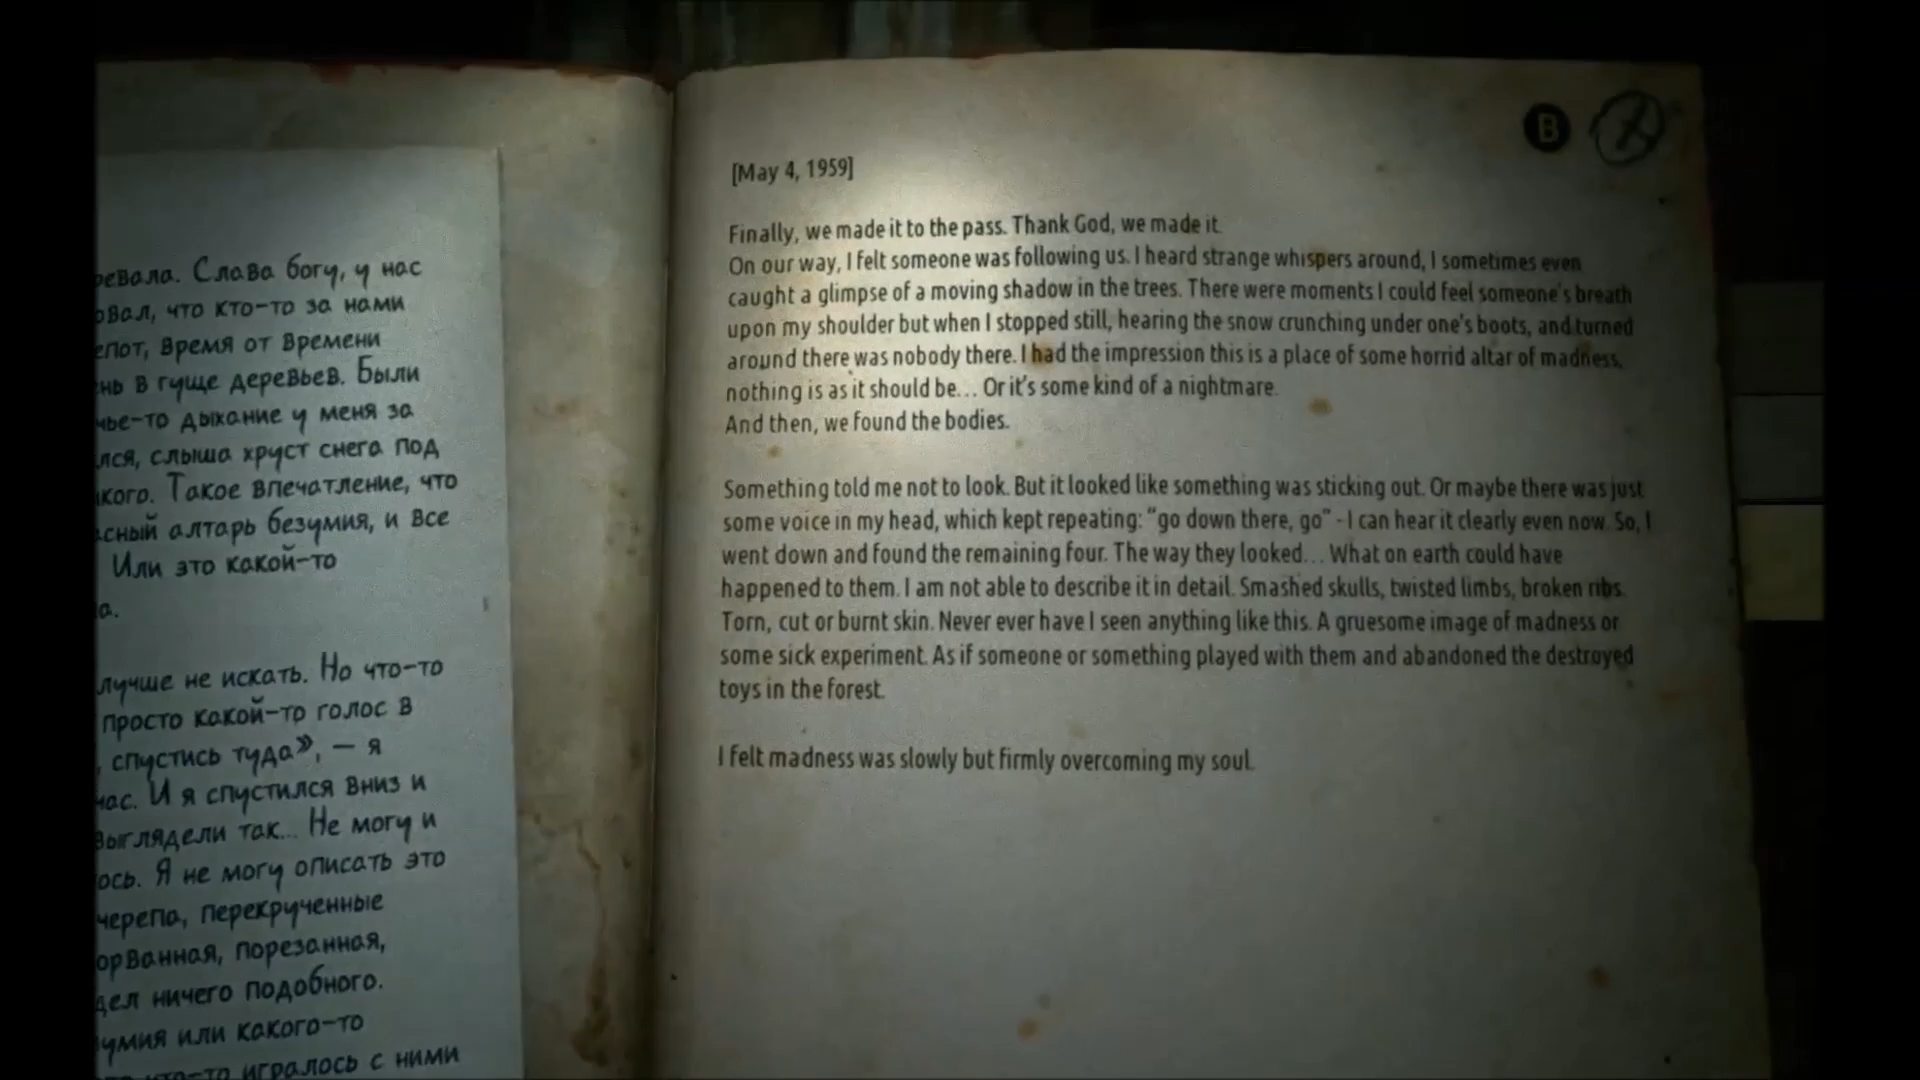 ревала. Слава богу, у нас
овал, что кто-то за нами
епот, время от времени
нь в гуще деревьев. Были
чье-то дыхание у меня за
лся, слыша хруст снега под
кого. Такое впечатление, что
сный алтарь безумия, и все
Или это какой-то
а.
лучше не искать. Но что-то
просто какой-то голос в
, спустись туда», – я
час. И я спустился вниз и
выглядели так... Не могу и
ось. Я не могу описать это
черепа, перекрученные
орванная, порезанная,
дел ничего подобного.
умия или какого-то
кто-то игралось с ними
B
[May 4, 1959]
Finally, we made it to the pass. Thank God, we made it.
On our way, I felt someone was following us. I heard strange whispers around, I sometimes even
caught a glimpse of a moving shadow in the trees. There were moments I could feel someone's breath
upon my shoulder but when I stopped still, hearing the snow crunching under one's boots, and turned
around there was nobody there. I had the impression this is a place of some horrid altar of madness,
nothing is as it should be... Or it's some kind of a nightmare.
And then, we found the bodies.
Something told me not to look. But it looked like something was sticking out. Or maybe there was just
some voice in my head, which kept repeating: "go down there, go" - I can hear it clearly even now. So, I
went down and found the remaining four. The way they looked... What on earth could have
happened to them. I am not able to describe it in detail. Smashed skulls, twisted limbs, broken ribs.
Torn, cut or burnt skin. Never ever have I seen anything like this. A gruesome image of madness or
some sick experiment. As if someone or something played with them and abandoned the destroyed
toys in the forest.
I felt madness was slowly but firmly overcoming my soul.